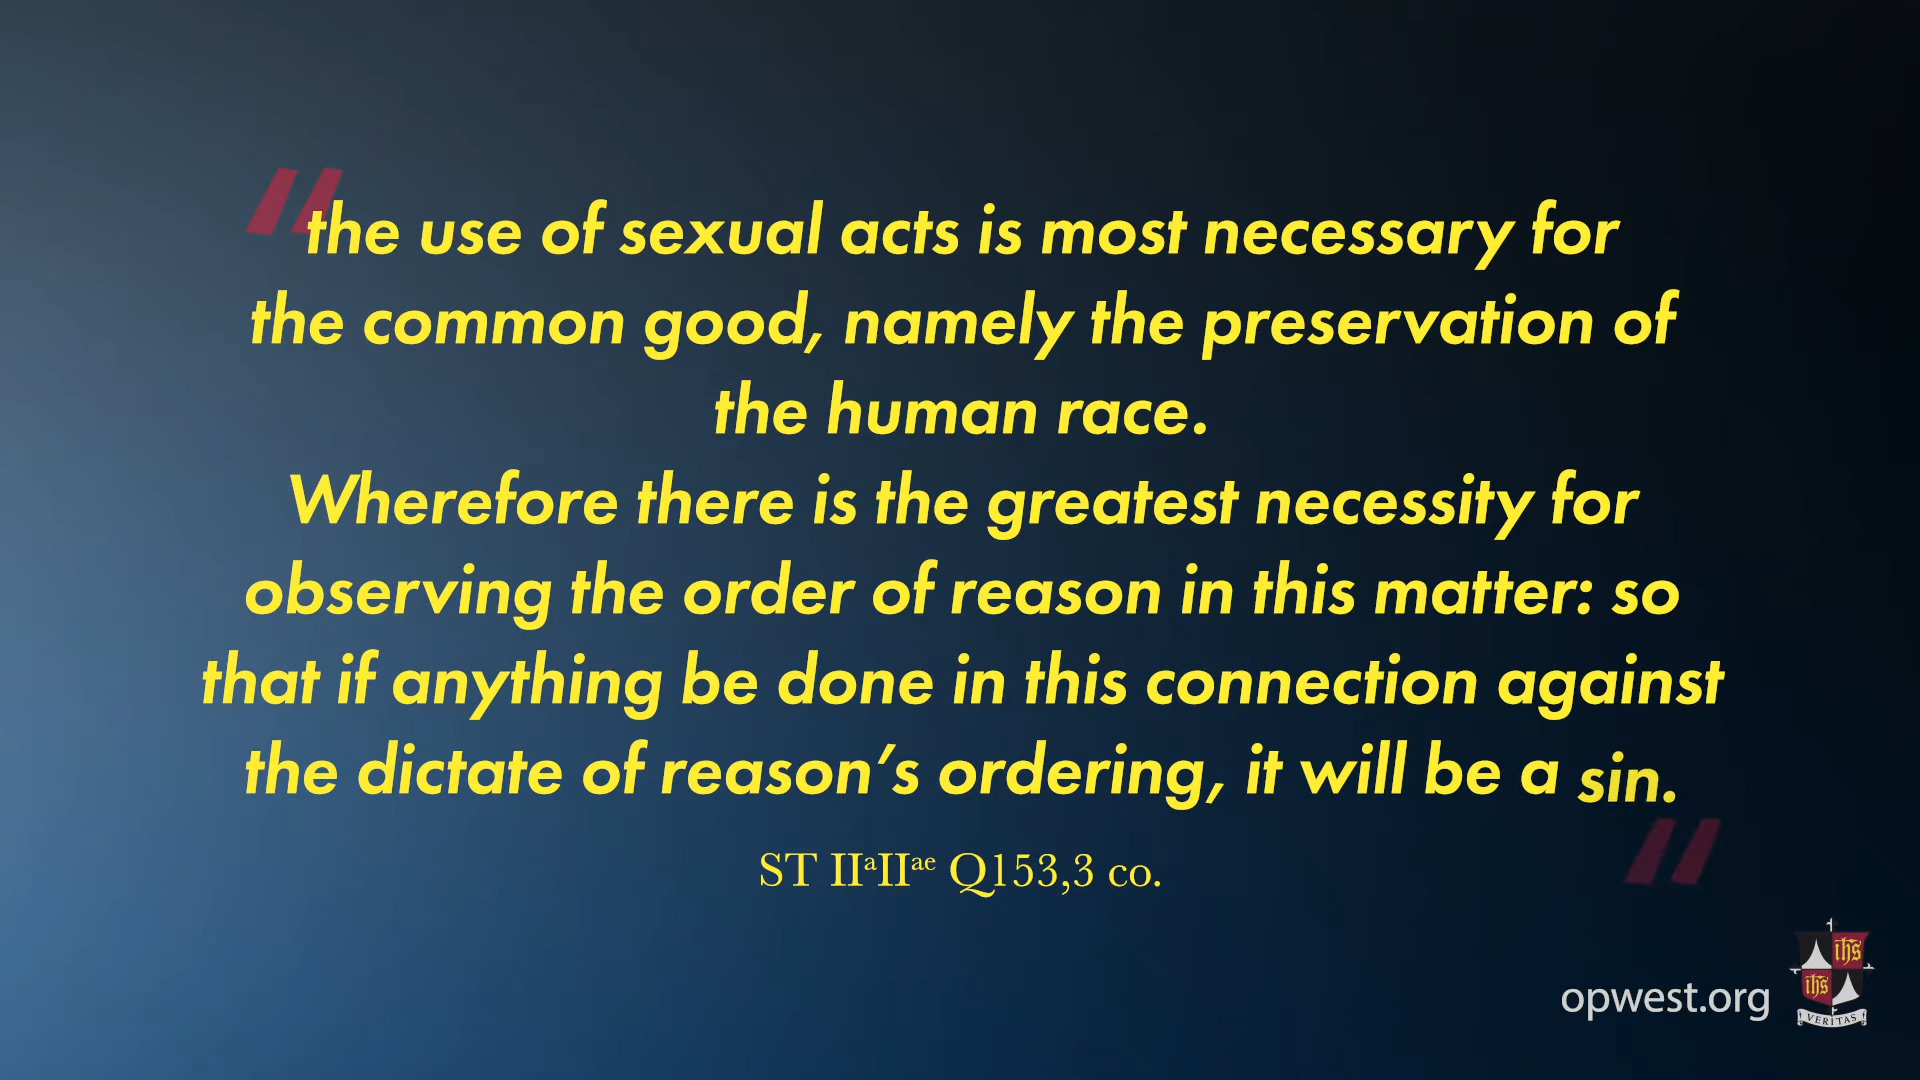 “the use of sexual acts is most necessary for
the common good, namely the preservation of
the human race.
Wherefore there is the greatest necessity for
observing the order of reason in this matter: so
that if anything be done in this connection against
the dictate of reason’s ordering, it will be a sin.
”
ST IIªIIᵃᵉ Q153,3 co.
opwest.org
ihs
ihs
VERITAS